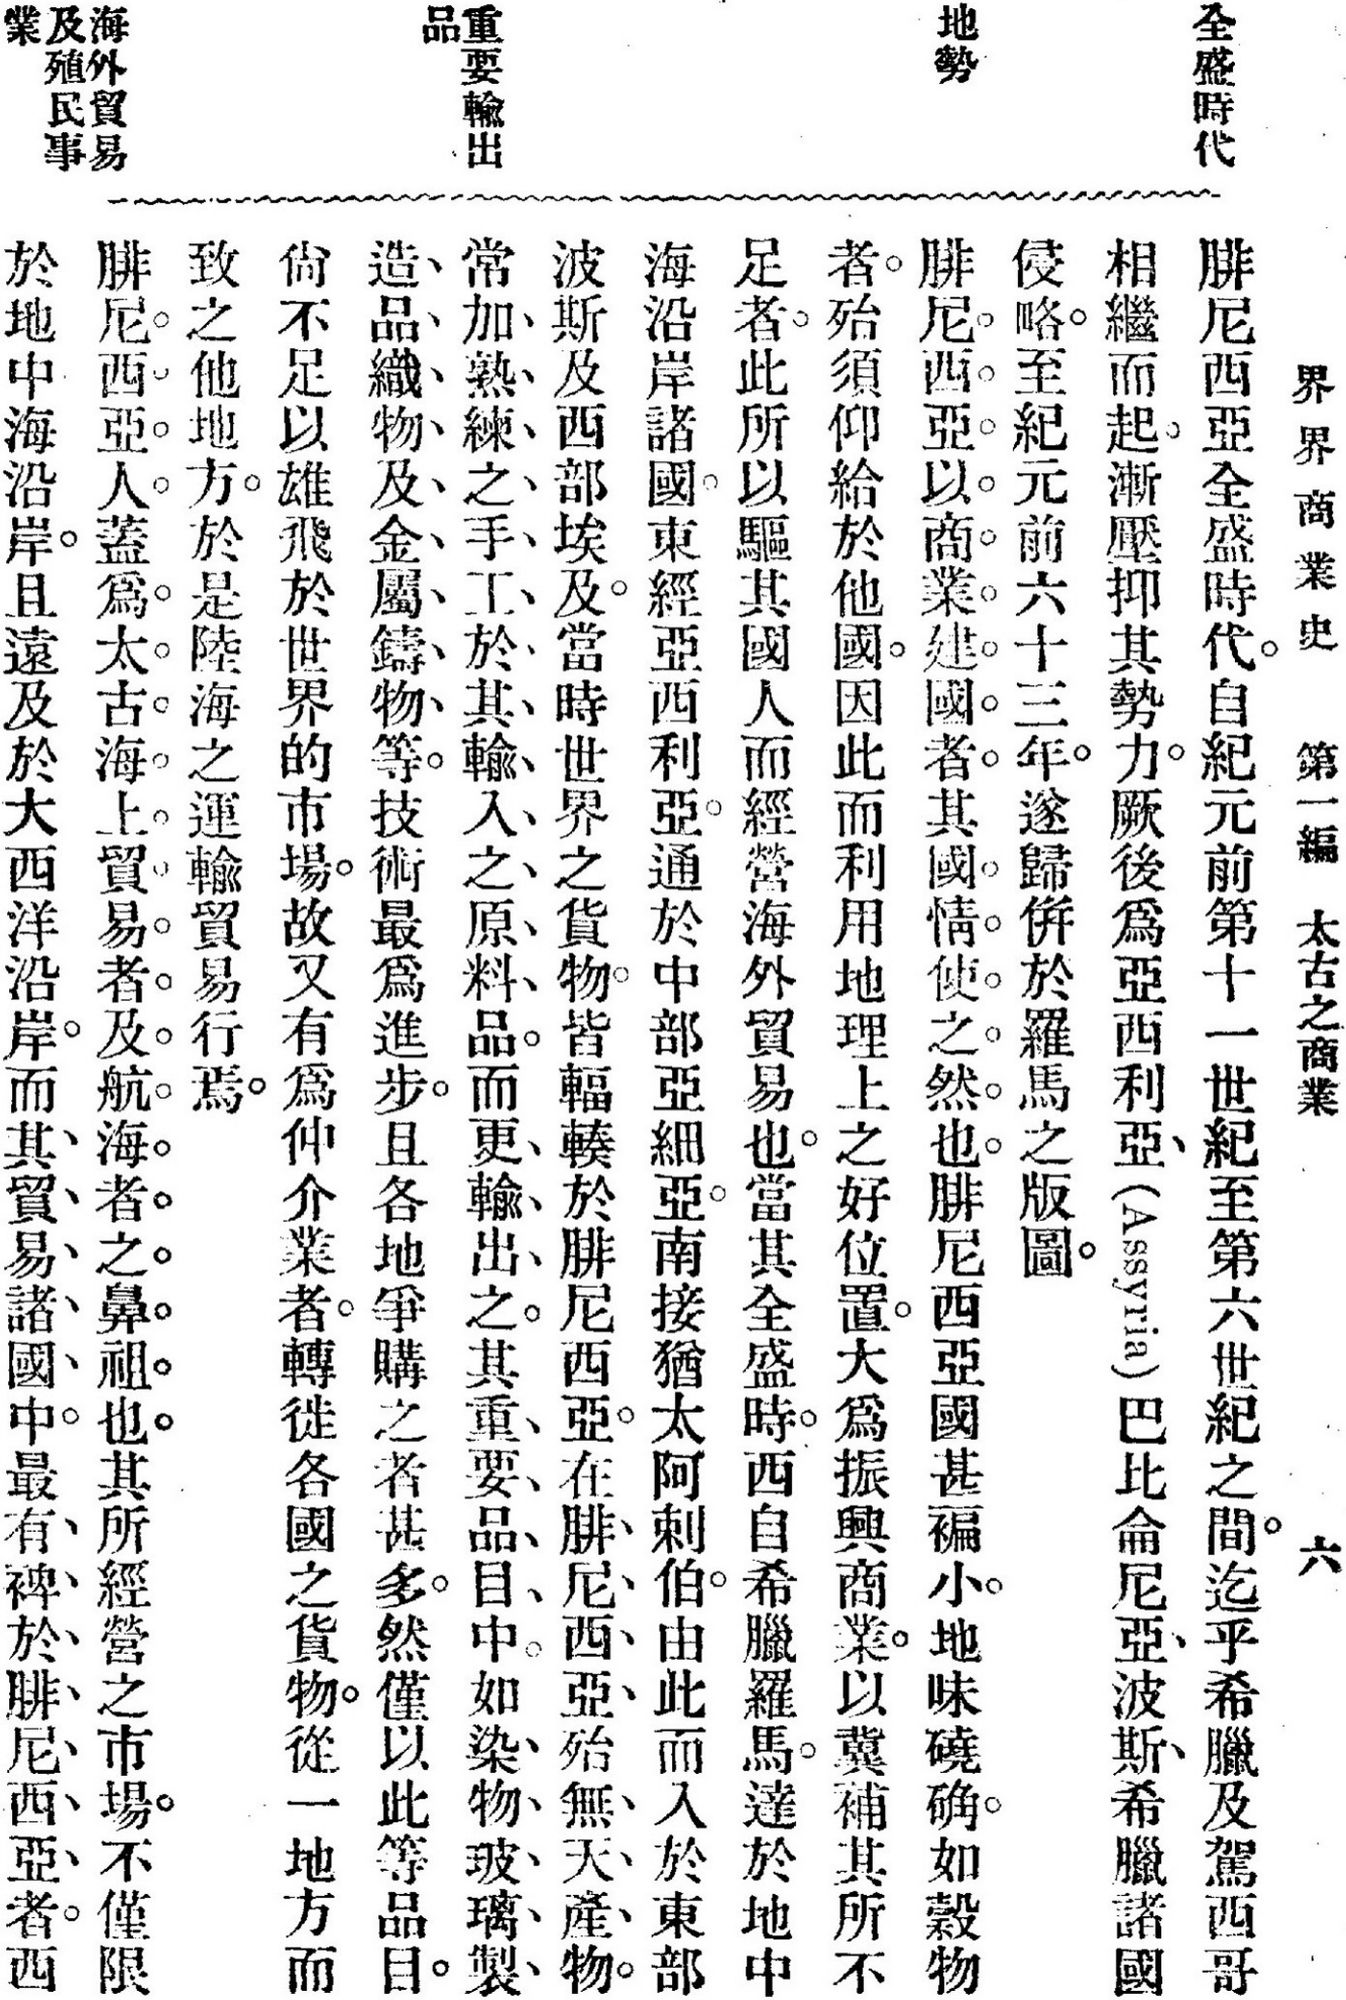 界界商業史　第一編　太古之商業　六
全盛時代
腓尼西亞全盛時代。自紀元前第十一世紀至第六世紀之間。迄乎希臘及駕西哥
相繼而起。漸壓抑其勢力。厥後爲亞西利亞、(Assyria)巴比侖尼亞、波斯、希臘諸國
侵略。至紀元前六十三年。遂歸併於羅馬之版圖。
地勢
腓尼西亞以商業建國者。其國情使之然也。腓尼西亞國甚褊小。地味磽确。如穀物
者。殆須仰給於他國。因此而利用地理上之好位置。大爲振興商業。以冀補其所不
足者。此所以驅其國人而經營海外貿易也。當其全盛時。西自希臘羅馬。達於地中
海沿岸諸國。東經亞西利亞。通於中部亞細亞。南接猶太阿剌伯。由此而入於東部
波斯及西部埃及。當時世界之貨物。皆輻輳於腓尼西亞。在腓尼西亞殆無天產物。
重要輸出
品
常加熟練之手工於其輸入之原料品。而更輸出之。其重要品目中。如染物玻璃製
造品織物及金屬鑄物等。技術最爲進步。且各地爭購之者甚多。然僅以此等品目。
尙不足以雄飛於世界的市場。故又有爲仲介業者。轉徙各國之貨物。從一地方而
致之他地方。於是陸海之運輸貿易行焉。
海外貿易
及殖民事
業
腓尼西亞人蓋爲太古海上貿易者及航海者之鼻祖也。其所經營之市場。不僅限
於地中海沿岸。且遠及於大西洋沿岸。而其貿易諸國中。最有裨於腓尼西亞者。西